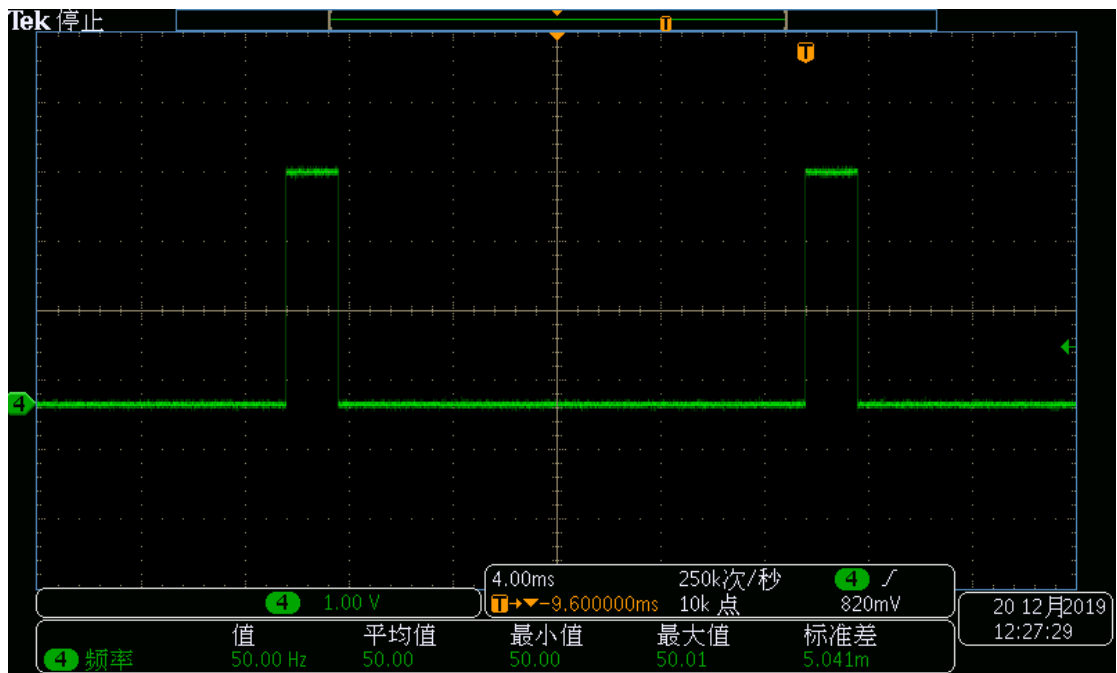 Tek 停止
T
T
4
4.00ms 250k次/秒 4
4 1.00 V T→▼-9.600000ms 10k 点 820mV
20 12月2019
12:27:29
值 平均值 最小值 最大值 标准差
4 频率 50.00 Hz 50.00 50.00 50.01 5.041m